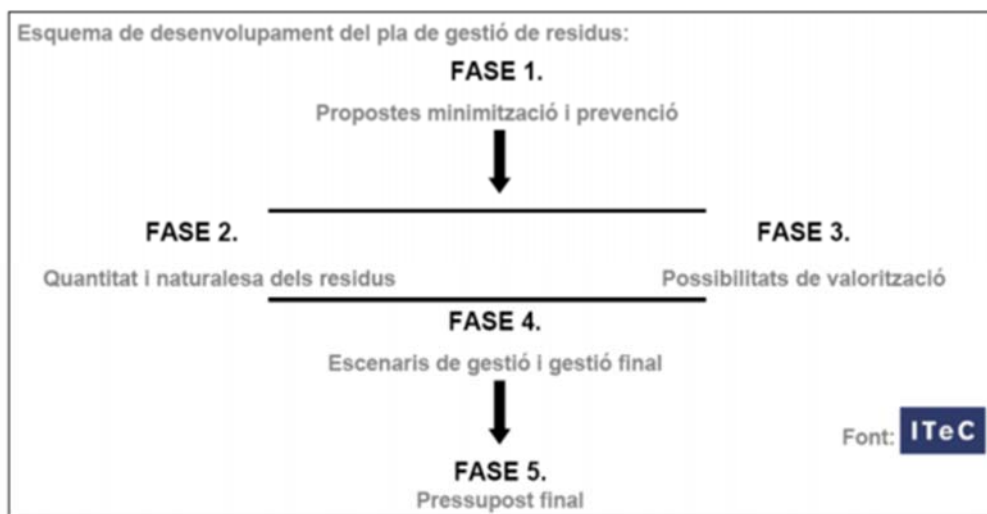 Esquema de desenvolupament del pla de gestió de residus:
FASE 1.
Propostes minimització i prevenció
FASE 2.
Quantitat i naturalesa dels residus
FASE 3.
Possibilitats de valorització
FASE 4.
Escenaris de gestió i gestió final
Font: ITeC
FASE 5.
Pressupost final